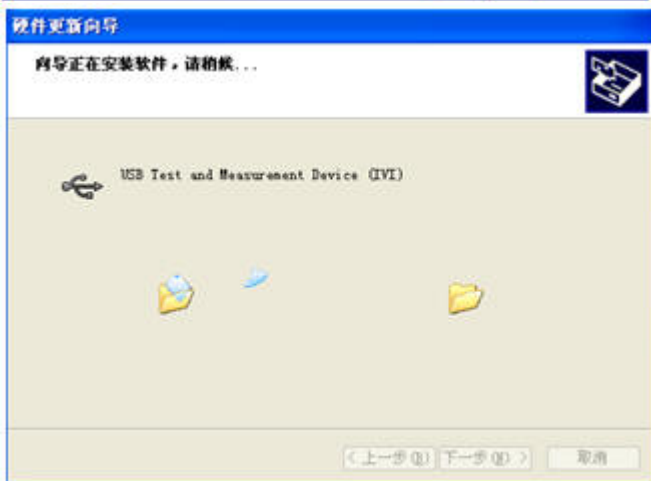 硬件更新向导
向导正在安装软件，请稍候...
USB Test and Measurement Device (IVI)
< 上一步(B) 下一步(N) > 取消